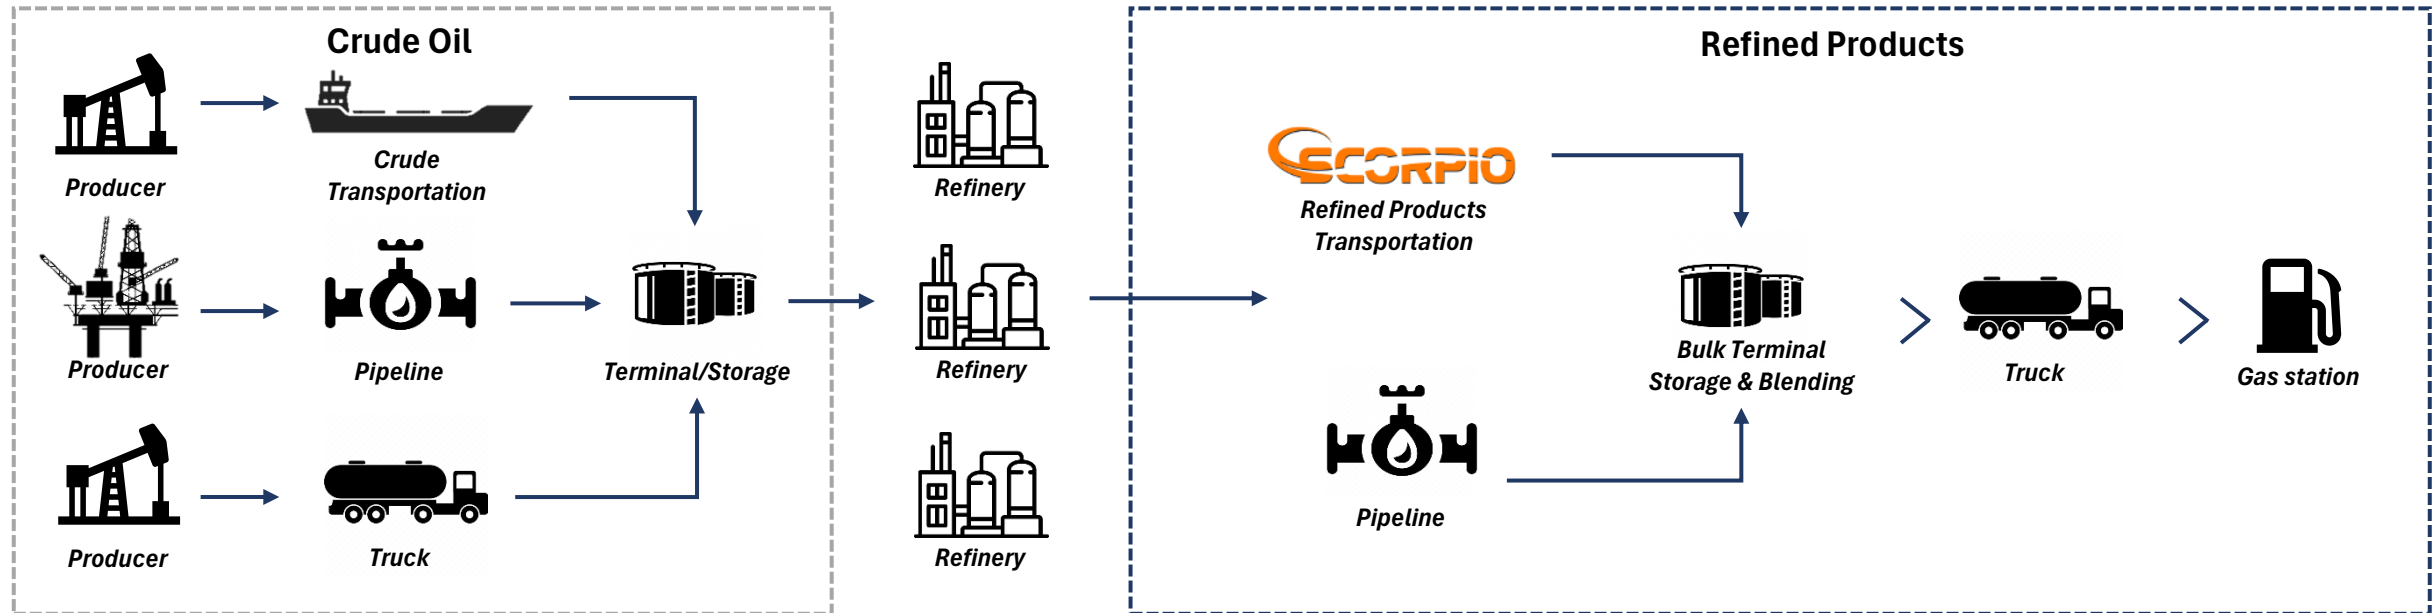 Crude Oil
Refined Products
Producer
Crude
Transportation
Refinery
SCORPIO
Refined Products
Transportation
Producer
Pipeline
Terminal/Storage
Refinery
Bulk Terminal
Storage & Blending
Truck
Gas station
Pipeline
Producer
Truck
Refinery